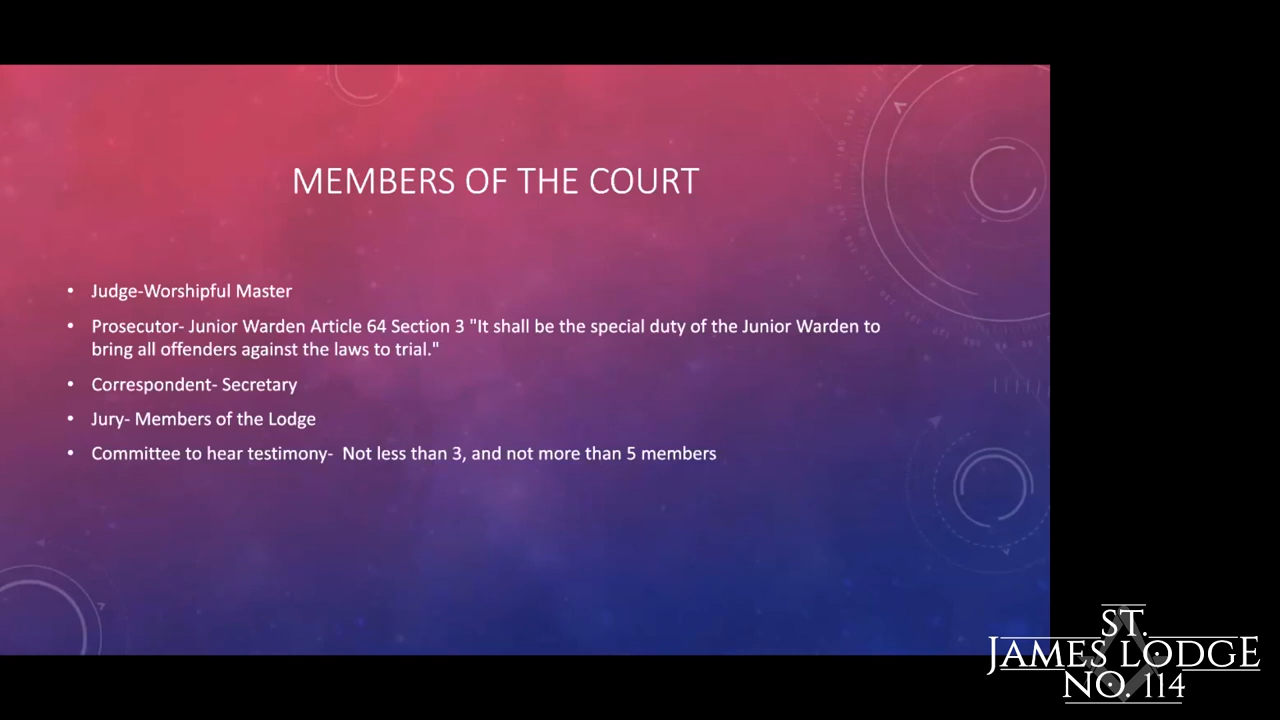 MEMBERS OF THE COURT
• Judge-Worshipful Master
• Prosecutor- Junior Warden Article 64 Section 3 "It shall be the special duty of the Junior Warden to
bring all offenders against the laws to trial."
• Correspondent- Secretary
• Jury- Members of the Lodge
• Committee to hear testimony-  Not less than 3, and not more than 5 members
ST.
JAMES LODGE
NO. 114